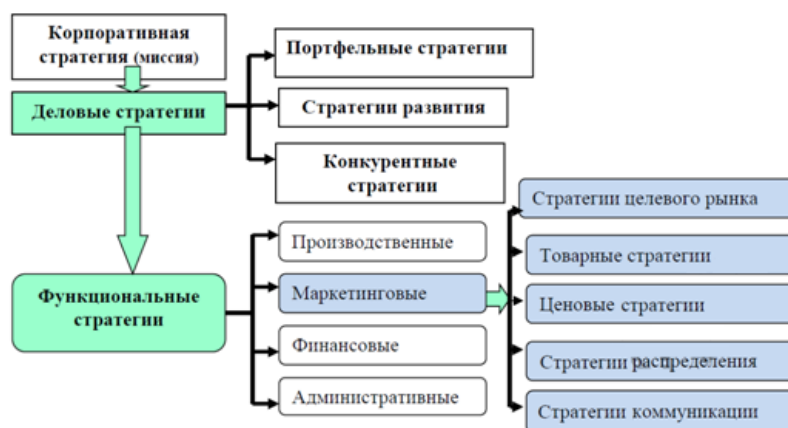 Корпоративная
стратегия (миссия)
Деловые стратегии
Функциональные
стратегии
Портфельные стратегии
Стратегии развития
Конкурентные
стратегии
Производственные
Маркетинговые
Финансовые
Административные
Стратегии целевого рынка
Товарные стратегии
Ценовые стратегии
Стратегии распределения
Стратегии коммуникации